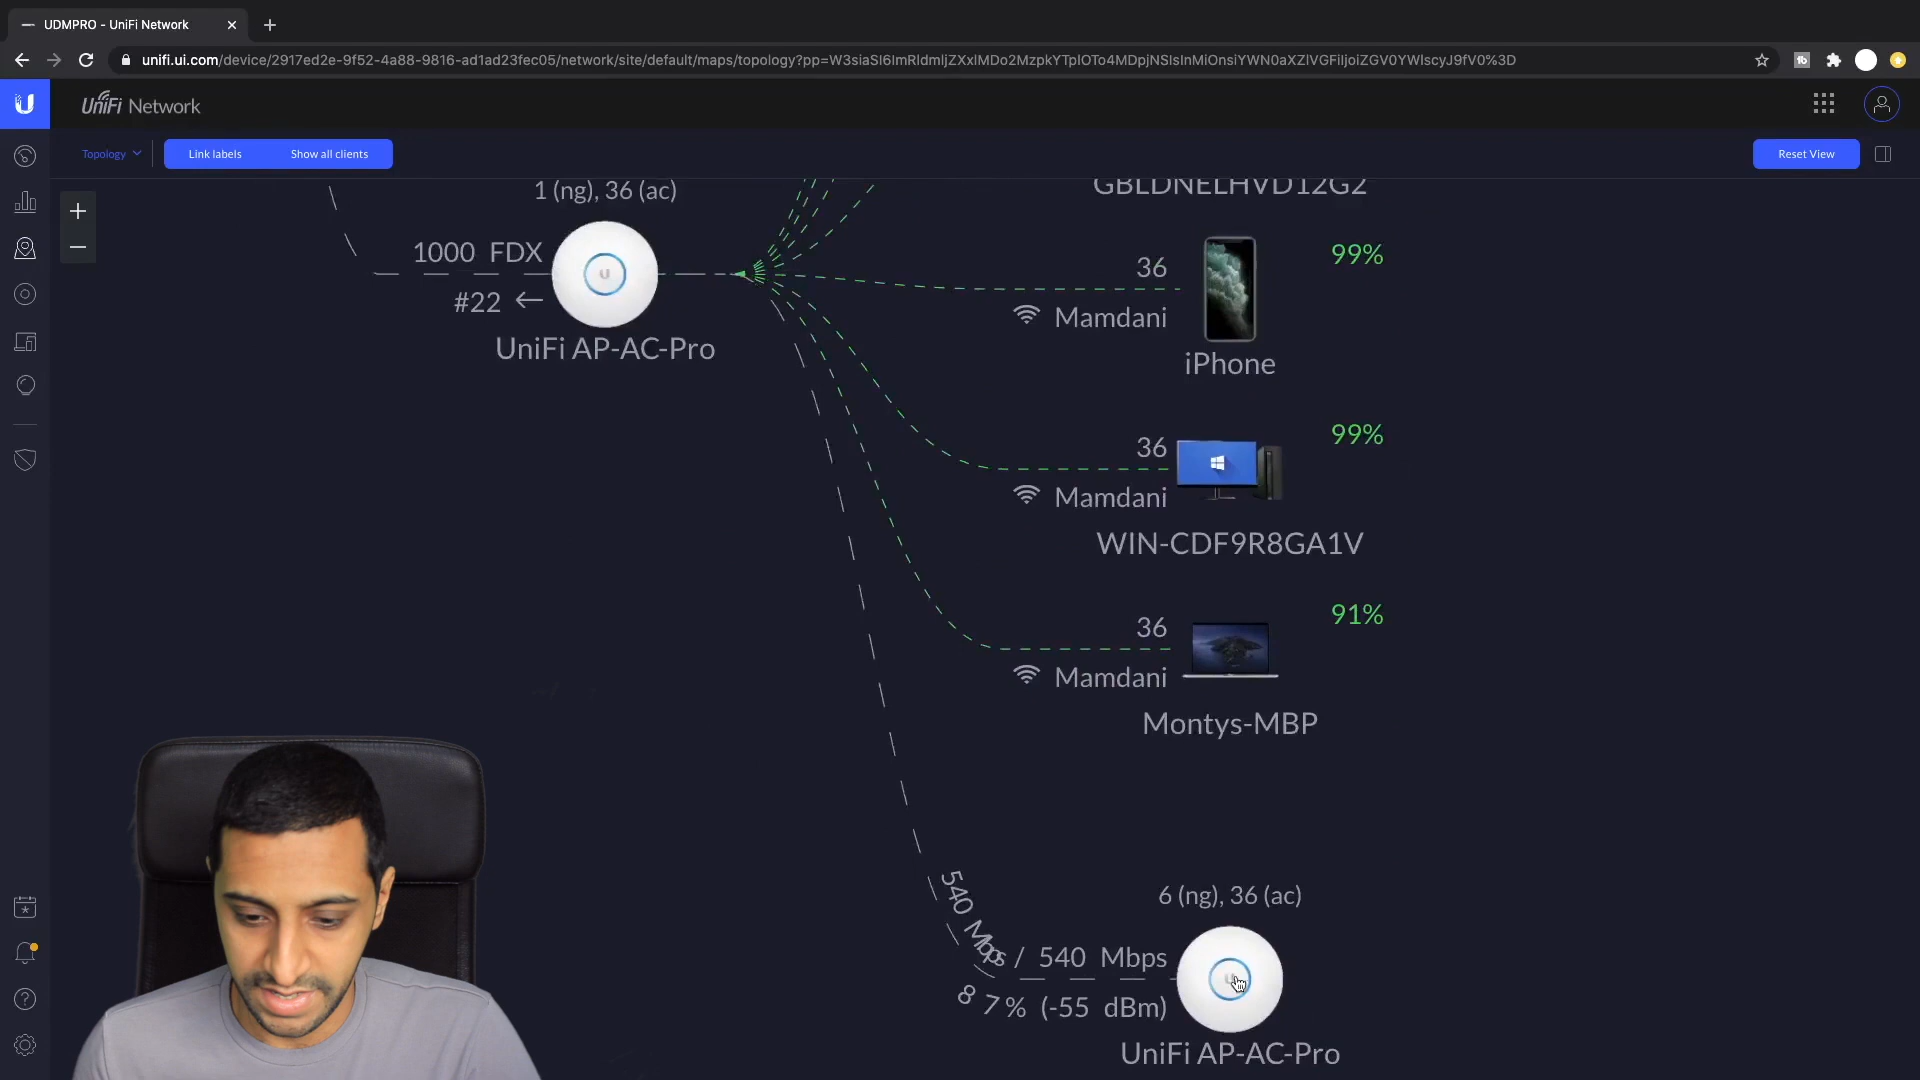 UDMPRO - UniFi Network
unifi.ui.com/device/2917ed2e-9f52-4a88-9816-ad1ad23fec05/network/site/default/maps/topology?pp=W3siaSI6ImRldmljZXxlMDo2MzpkYTplOTo4MDpjNSIsInMiOnsiYWN0aXZlVGFiIjoiZGV0YWlscyJ9fV0%3D
UniFi Network
Topology
Link labels
Show all clients
Reset View
1 (ng), 36 (ac)
GBLDNELHVD12G2
1000 FDX
#22
UniFi AP-AC-Pro
36
99%
Mamdani
iPhone
36
99%
Mamdani
WIN-CDF9R8GA1V
36
91%
Mamdani
Montys-MBP
6 (ng), 36 (ac)
540 Mbps / 540 Mbps
87% (-55 dBm)
UniFi AP-AC-Pro